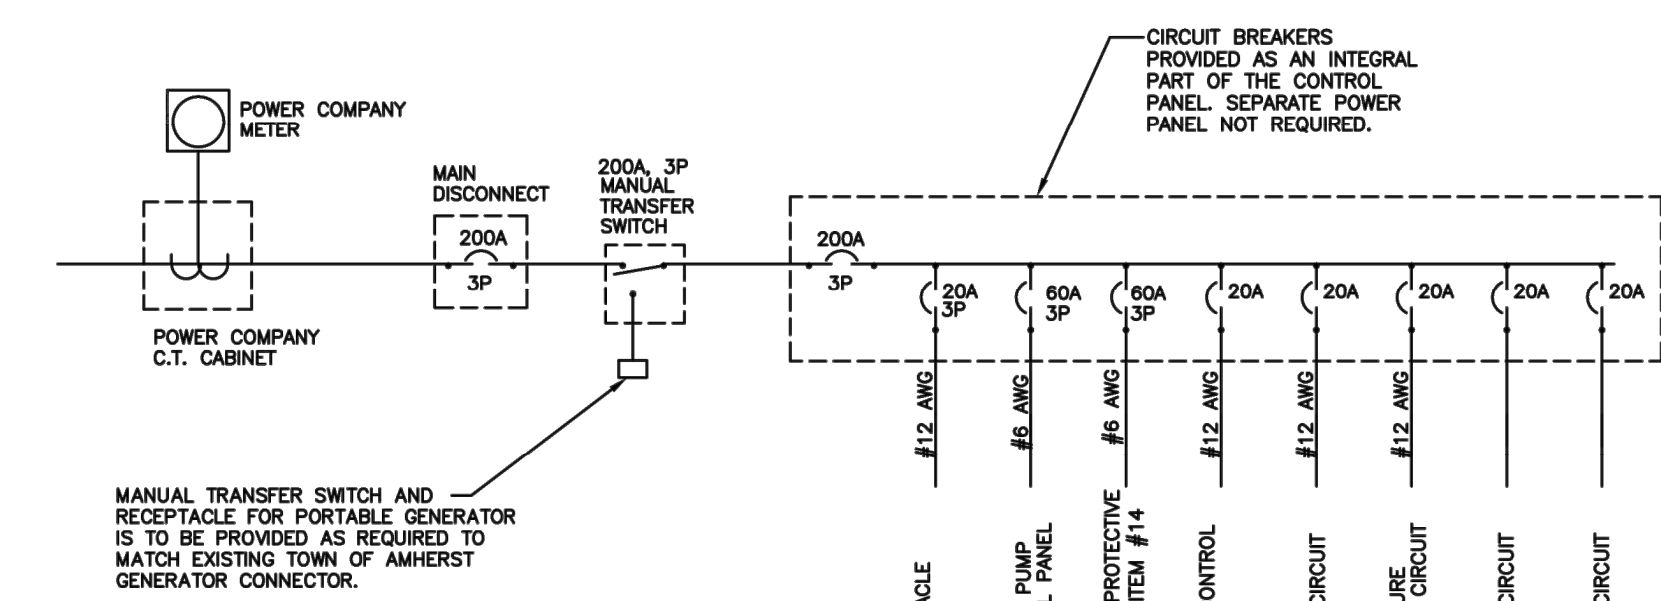 CIRCUIT BREAKERS
PROVIDED AS AN INTEGRAL
PART OF THE CONTROL
PANEL. SEPARATE POWER
PANEL NOT REQUIRED.
POWER COMPANY
METER
MAIN
DISCONNECT
200A, 3P
MANUAL
TRANSFER
SWITCH
200A
3P
200A
3P
20A
3P
60A
3P
60A
3P
20A
20A
20A
20A
20A
POWER COMPANY
C.T. CABINET
#12 AWG
#6 AWG
#6 AWG
#12 AWG
#12 AWG
#12 AWG
MANUAL TRANSFER SWITCH AND
RECEPTACLE FOR PORTABLE GENERATOR
IS TO BE PROVIDED AS REQUIRED TO
MATCH EXISTING TOWN OF AMHERST
GENERATOR CONNECTOR.
PUMP
PANEL
PROTECTIVE
ITEM #14
CIRCUIT
CIRCUIT
CIRCUIT
CIRCUIT